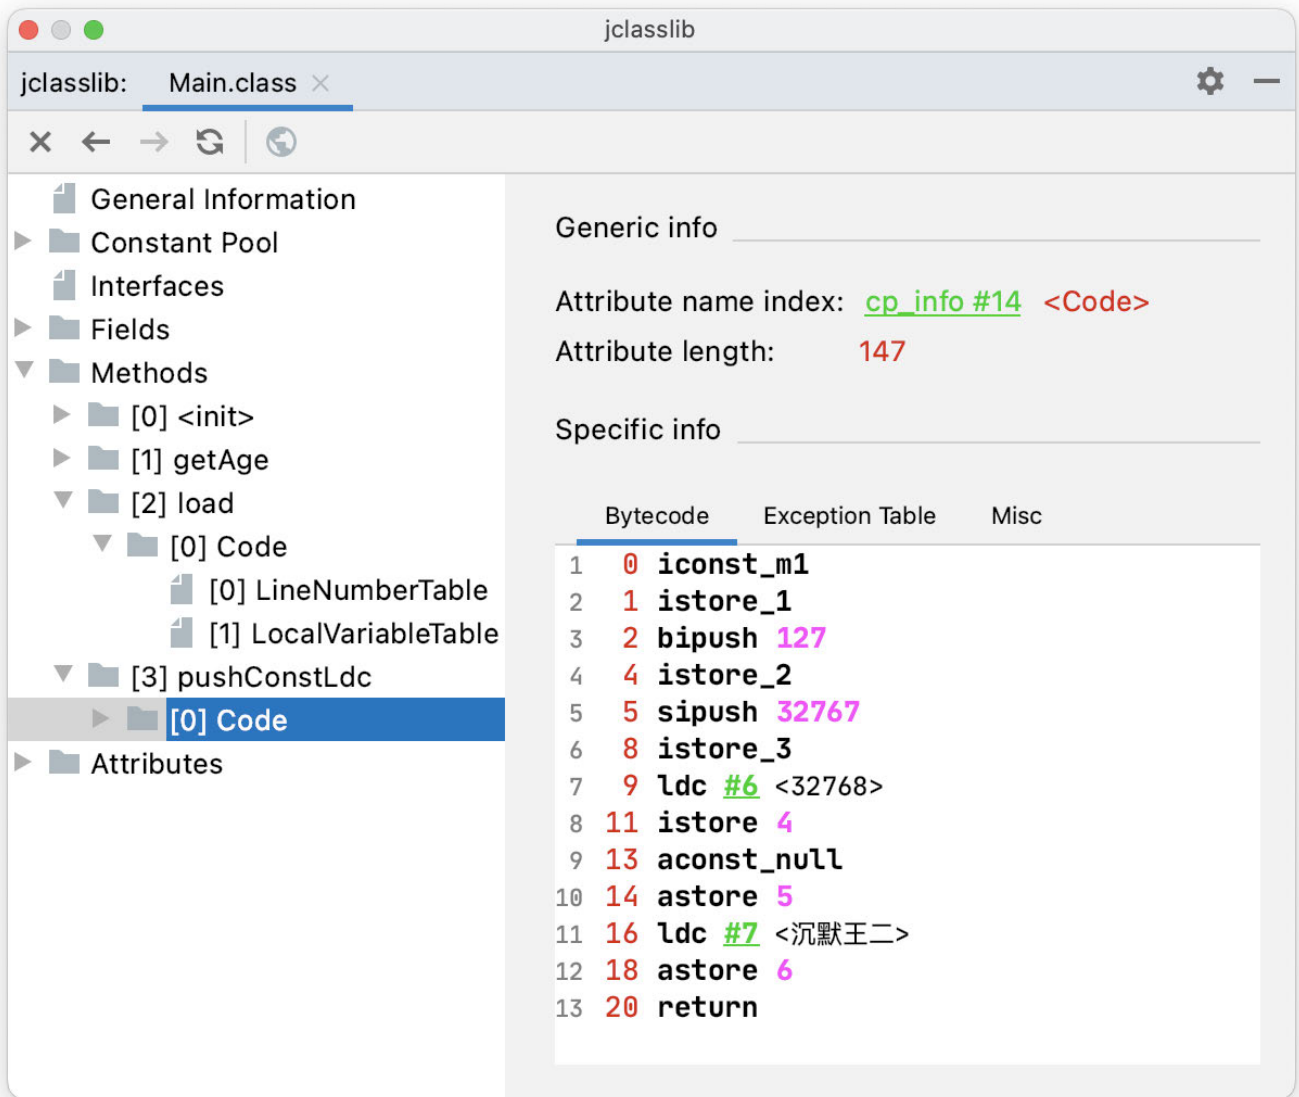 jclasslib
jclasslib: Main.class
General Information
Constant Pool
Interfaces
Fields
Methods
[0] <init>
[1] getAge
[2] load
[0] Code
[0] LineNumberTable
[1] LocalVariableTable
[3] pushConstLdc
[0] Code
Attributes
Generic info
Attribute name index: cp_info #14 <Code>
Attribute length: 147
Specific info
Bytecode Exception Table Misc
1 0 iconst_m1
2 1 istore_1
3 2 bipush 127
4 4 istore_2
5 5 sipush 32767
6 8 istore_3
7 9 ldc #6 <32768>
8 11 istore 4
9 13 aconst_null
10 14 astore 5
11 16 ldc #7 <沉默王二>
12 18 astore 6
13 20 return